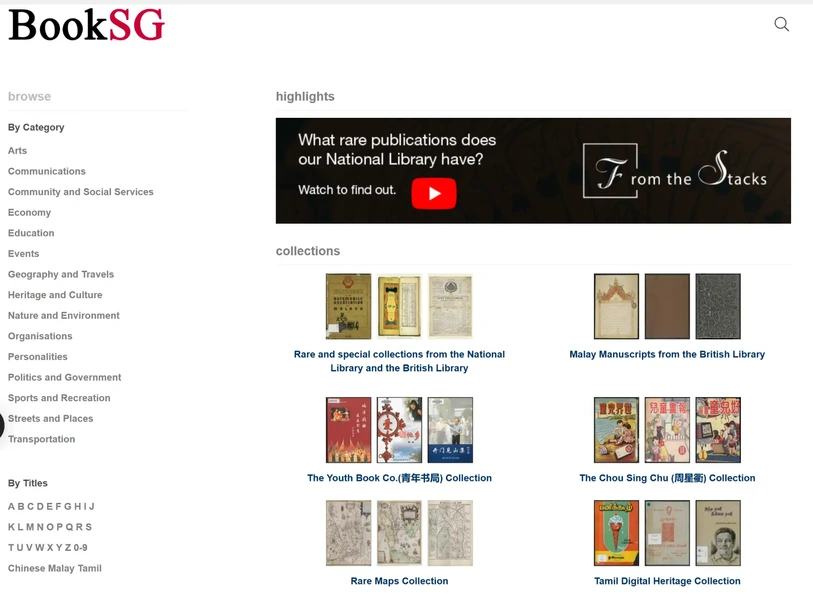 BookSG
browse
By Category
Arts
Communications
Community and Social Services
Economy
Education
Events
Geography and Travels
Heritage and Culture
Nature and Environment
Organisations
Personalities
Politics and Government
Sports and Recreation
Streets and Places
Transportation
By Titles
A B C D E F G H I J
K L M N O P Q R S
T U V W X Y Z 0-9
Chinese Malay Tamil
highlights
What rare publications does
our National Library have?
Watch to find out.
From the Stacks
collections
Rare and special collections from the National
Library and the British Library
Malay Manuscripts from the British Library
The Youth Book Co.(青年书局) Collection
The Chou Sing Chu (周星衢) Collection
Rare Maps Collection
Tamil Digital Heritage Collection